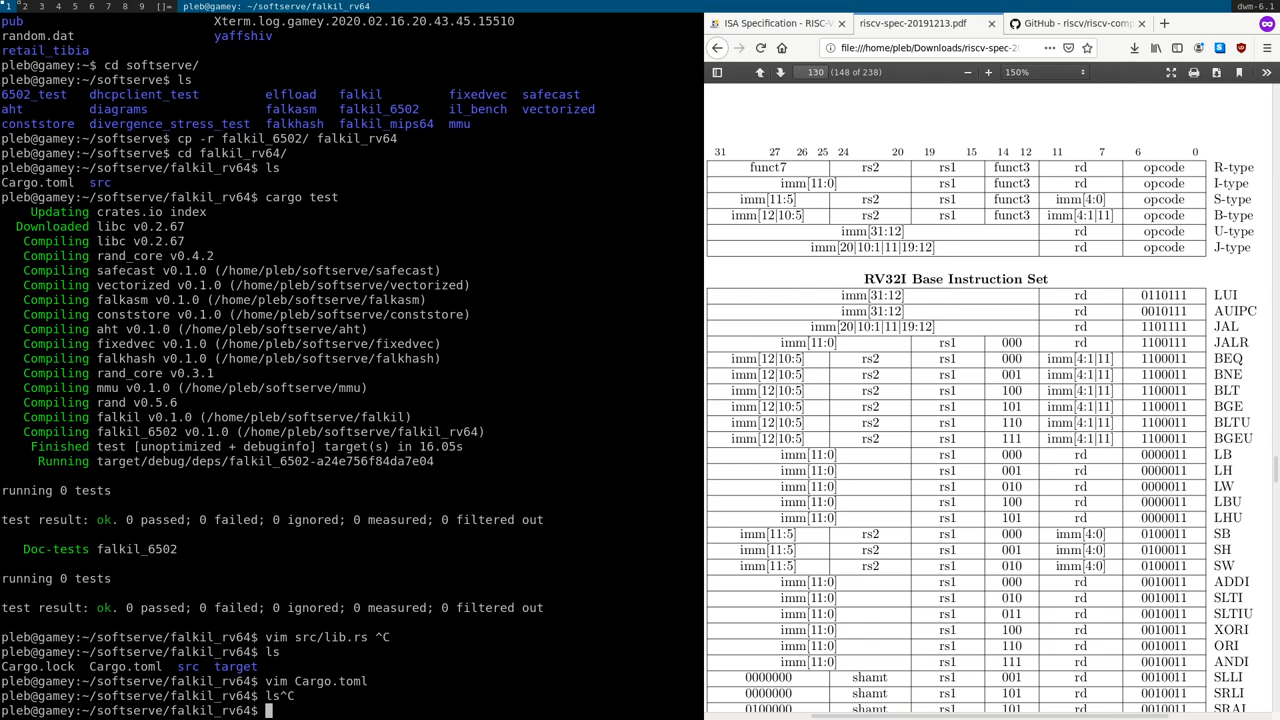 1 2 3 4 5 6 7 8 9 []= pleb@gamey: ~/softserve/falkil_rv64 dwm-6.1
pub Xterm.log.gamey.2020.02.16.20.43.45.15510
random.dat yaffshiv
retail_tibia
pleb@gamey:~$ cd softserve/
pleb@gamey:~/softserve$ ls
6502_test dhcpclient_test elfload falkil fixedvec safecast
aht diagrams falkasm falkil_6502 il_bench vectorized
conststore divergence_stress_test falkhash falkil_mips64 mmu
pleb@gamey:~/softserve$ cp -r falkil_6502/ falkil_rv64
pleb@gamey:~/softserve$ cd falkil_rv64/
pleb@gamey:~/softserve/falkil_rv64$ ls
Cargo.toml src
pleb@gamey:~/softserve/falkil_rv64$ cargo test
Updating crates.io index
Downloaded libc v0.2.67
Compiling libc v0.2.67
Compiling rand_core v0.4.2
Compiling safecast v0.1.0 (/home/pleb/softserve/safecast)
Compiling vectorized v0.1.0 (/home/pleb/softserve/vectorized)
Compiling falkasm v0.1.0 (/home/pleb/softserve/falkasm)
Compiling conststore v0.1.0 (/home/pleb/softserve/conststore)
Compiling aht v0.1.0 (/home/pleb/softserve/aht)
Compiling fixedvec v0.1.0 (/home/pleb/softserve/fixedvec)
Compiling falkhash v0.1.0 (/home/pleb/softserve/falkhash)
Compiling rand_core v0.3.1
Compiling mmu v0.1.0 (/home/pleb/softserve/mmu)
Compiling rand v0.5.6
Compiling falkil v0.1.0 (/home/pleb/softserve/falkil)
Compiling falkil_6502 v0.1.0 (/home/pleb/softserve/falkil_rv64)
Finished test [unoptimized + debuginfo] target(s) in 16.05s
Running target/debug/deps/falkil_6502-a24e756f84da7e04
running 0 tests
test result: ok. 0 passed; 0 failed; 0 ignored; 0 measured; 0 filtered out
Doc-tests falkil_6502
running 0 tests
test result: ok. 0 passed; 0 failed; 0 ignored; 0 measured; 0 filtered out
pleb@gamey:~/softserve/falkil_rv64$ vim src/lib.rs ^C
pleb@gamey:~/softserve/falkil_rv64$ ls
Cargo.lock Cargo.toml src target
pleb@gamey:~/softserve/falkil_rv64$ vim Cargo.toml
pleb@gamey:~/softserve/falkil_rv64$ ls^C
pleb@gamey:~/softserve/falkil_rv64$
ISA Specification - RISC-V riscv-spec-20191213.pdf GitHub - riscv/riscv-com
file:///home/pleb/Downloads/riscv-spec-2
130 (148 of 238) 150%
31 27 26 25 24 20 19 15 14 12 11 7 6 0
funct7 rs2 rs1 funct3 rd opcode R-type
imm[11:0] rs1 funct3 rd opcode I-type
imm[11:5] rs2 rs1 funct3 imm[4:0] opcode S-type
imm[12|10:5] rs2 rs1 funct3 imm[4:1|11] opcode B-type
imm[31:12] rd opcode U-type
imm[20|10:1|11|19:12] rd opcode J-type
RV32I Base Instruction Set
imm[31:12] rd 0110111 LUI
imm[31:12] rd 0010111 AUIPC
imm[20|10:1|11|19:12] rd 1101111 JAL
imm[11:0] rs1 000 rd 1100111 JALR
imm[12|10:5] rs2 rs1 000 imm[4:1|11] 1100011 BEQ
imm[12|10:5] rs2 rs1 001 imm[4:1|11] 1100011 BNE
imm[12|10:5] rs2 rs1 100 imm[4:1|11] 1100011 BLT
imm[12|10:5] rs2 rs1 101 imm[4:1|11] 1100011 BGE
imm[12|10:5] rs2 rs1 110 imm[4:1|11] 1100011 BLTU
imm[12|10:5] rs2 rs1 111 imm[4:1|11] 1100011 BGEU
imm[11:0] rs1 000 rd 0000011 LB
imm[11:0] rs1 001 rd 0000011 LH
imm[11:0] rs1 010 rd 0000011 LW
imm[11:0] rs1 100 rd 0000011 LBU
imm[11:0] rs1 101 rd 0000011 LHU
imm[11:5] rs2 rs1 000 imm[4:0] 0100011 SB
imm[11:5] rs2 rs1 001 imm[4:0] 0100011 SH
imm[11:5] rs2 rs1 010 imm[4:0] 0100011 SW
imm[11:0] rs1 000 rd 0010011 ADDI
imm[11:0] rs1 010 rd 0010011 SLTI
imm[11:0] rs1 011 rd 0010011 SLTIU
imm[11:0] rs1 100 rd 0010011 XORI
imm[11:0] rs1 110 rd 0010011 ORI
imm[11:0] rs1 111 rd 0010011 ANDI
0000000 shamt rs1 001 rd 0010011 SLLI
0000000 shamt rs1 101 rd 0010011 SRLI
0100000 shamt rs1 101 rd 0010011 SRAI